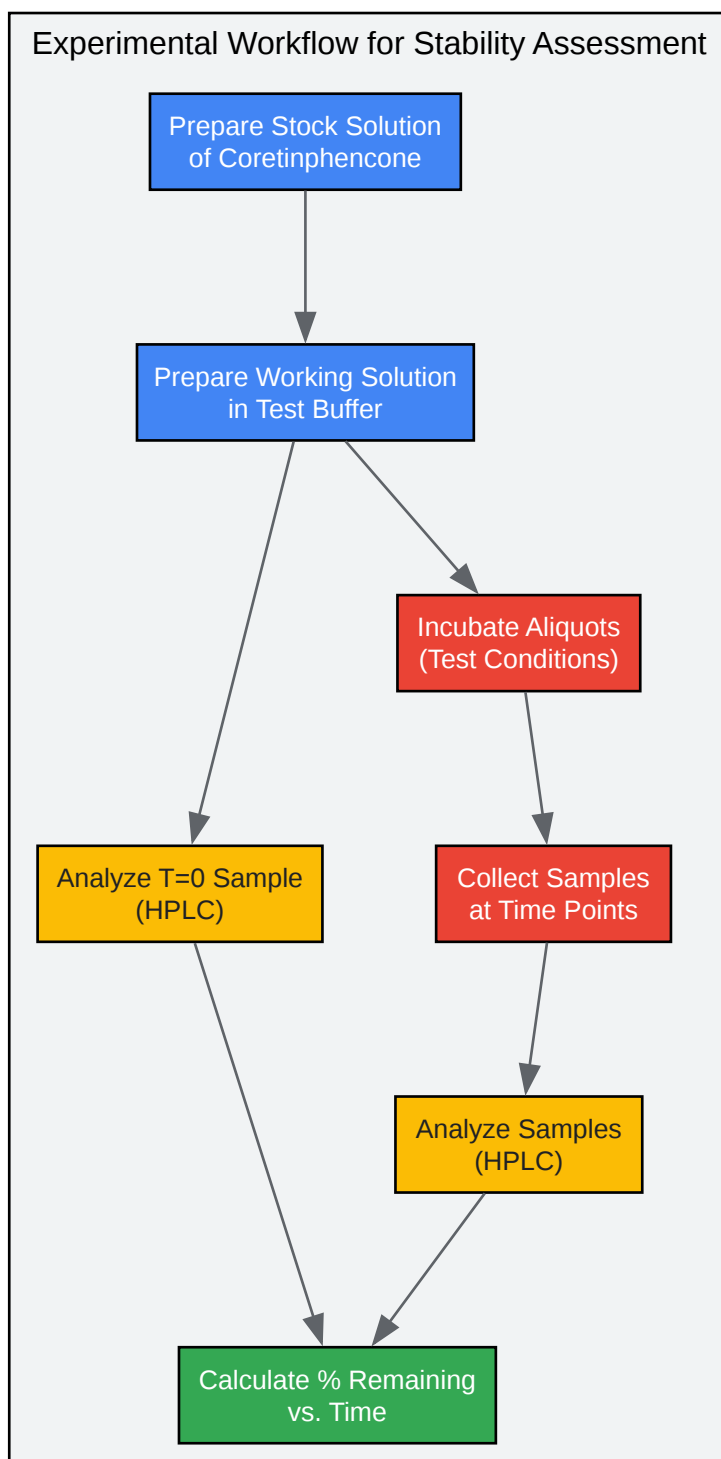 Experimental Workflow for Stability Assessment
Prepare Stock Solution
of Coretinphencone
Prepare Working Solution
in Test Buffer
Incubate Aliquots
(Test Conditions)
Analyze T=0 Sample
(HPLC)
Collect Samples
at Time Points
Analyze Samples
(HPLC)
Calculate % Remaining
vs. Time